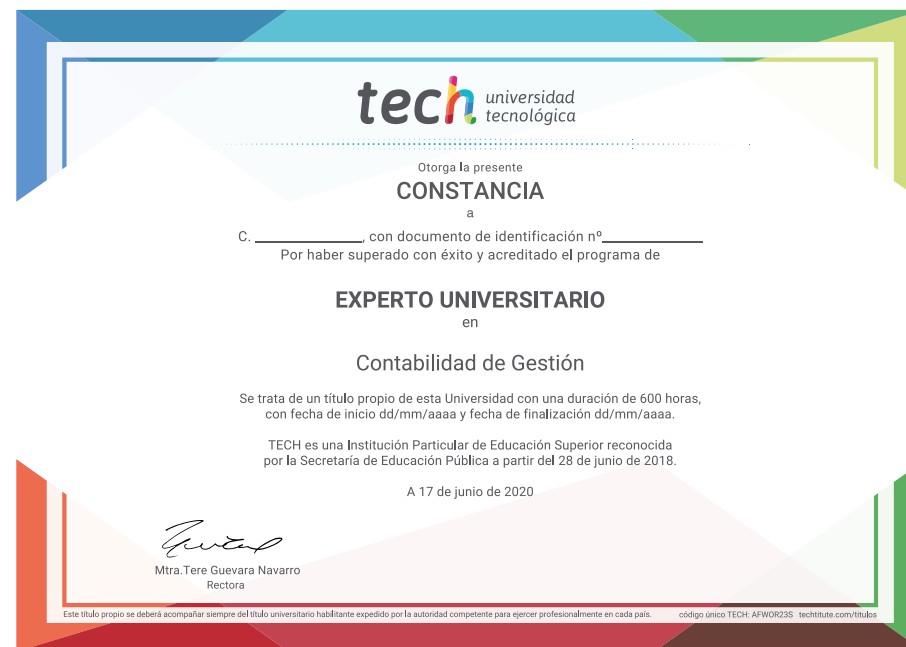 tech universidad
tecnológica
Otorga la presente
CONSTANCIA
a
C. ______________, con documento de identificación nº______________
Por haber superado con éxito y acreditado el programa de
EXPERTO UNIVERSITARIO
en
Contabilidad de Gestión
Se trata de un título propio de esta Universidad con una duración de 600 horas,
con fecha de inicio dd/mm/aaaa y fecha de finalización dd/mm/aaaa.
TECH es una Institución Particular de Educación Superior reconocida
por la Secretaría de Educación Pública a partir del 28 de junio de 2018.
A 17 de junio de 2020
Mtra.Tere Guevara Navarro
Rectora
Este título propio se deberá acompañar siempre del título universitario habilitante expedido por la autoridad competente para ejercer profesionalmente en cada país. código único TECH: AFWOR23S techtitute.com/titulos